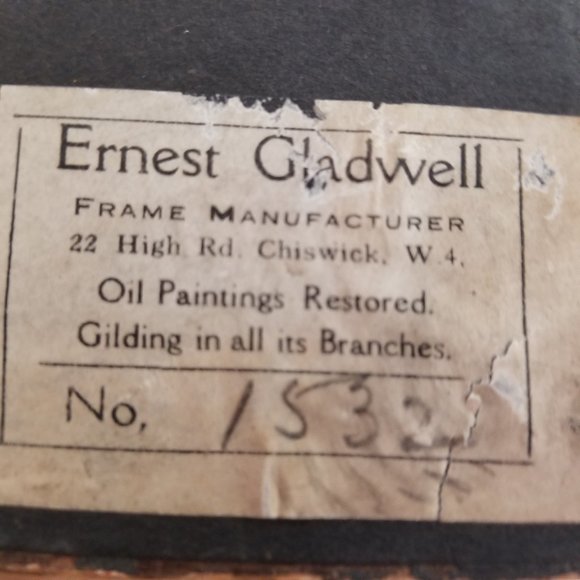 Ernest Gladwell
FRAME MANUFACTURER
22 High Rd. Chiswick, W.4.
Oil Paintings Restored.
Gilding in all its Branches.
No. 1532